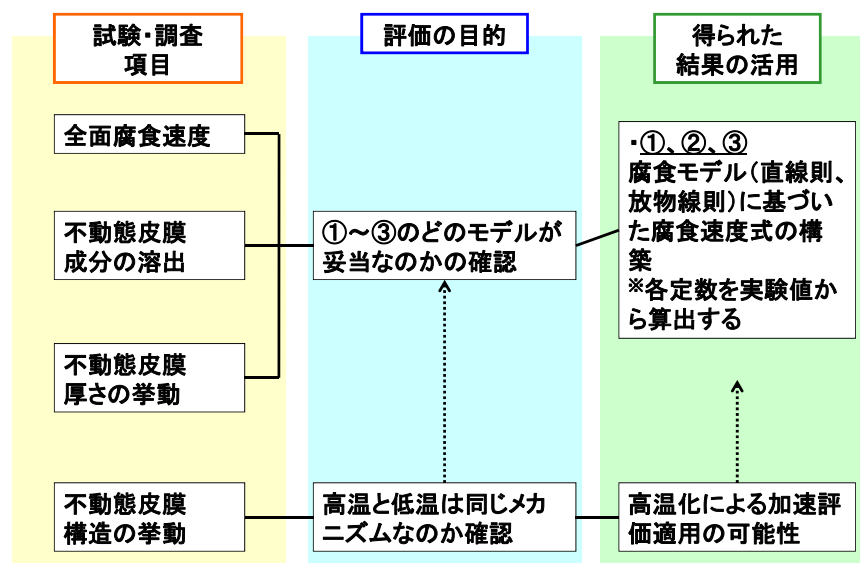 試験・調査
項目
評価の目的
得られた
結果の活用
全面腐食速度
不動態皮膜
成分の溶出
不動態皮膜
厚さの挙動
不動態皮膜
構造の挙動
①～③のどのモデルが
妥当なのかの確認
高温と低温は同じメカ
ニズムなのか確認
・①、②、③
腐食モデル（直線則、
放物線則）に基づい
た腐食速度式の構
築
※各定数を実験値か
ら算出する
高温化による加速評
価適用の可能性